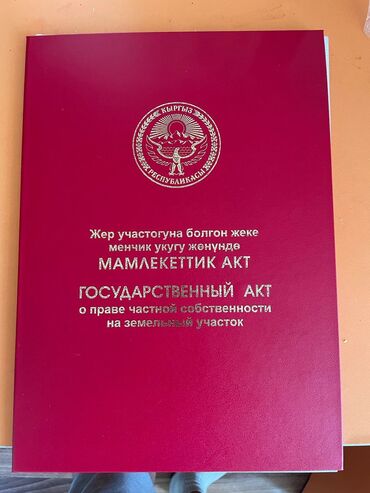 КЫРГЫЗ
РЕСПУБЛИКАСЫ
Жер участогуна болгон жеке
менчик укугу жөнүндө
МАМЛЕКЕТТИК АКТ
ГОСУДАРСТВЕННЫЙ АКТ
о праве частной собственности
на земельный участок